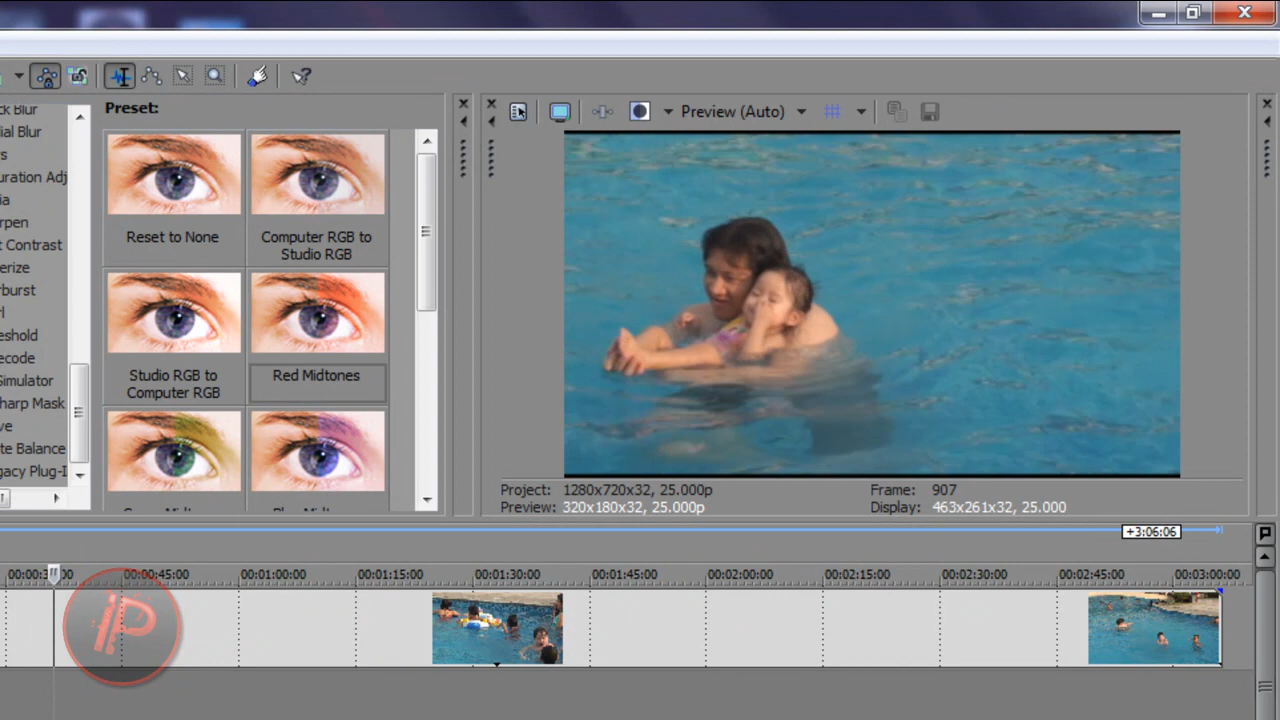 ck Blur
ial Blur
rs
uration Adj
ia
rpen
t Contrast
erize
rburst
rl
eshold
ecode
Simulator
harp Mask
ve
te Balance
gacy Plug-I
Preset:
Reset to None
Computer RGB to
Studio RGB
Studio RGB to
Computer RGB
Red Midtones
Preview (Auto)
Project: 1280x720x32, 25.000p
Frame: 907
Preview: 320x180x32, 25.000p
Display: 463x261x32, 25.000
+3:06:06
00:00:45:00
00:01:00:00
00:01:15:00
00:01:30:00
00:01:45:00
00:02:00:00
00:02:15:00
00:02:30:00
00:02:45:00
00:03:00:00
iP